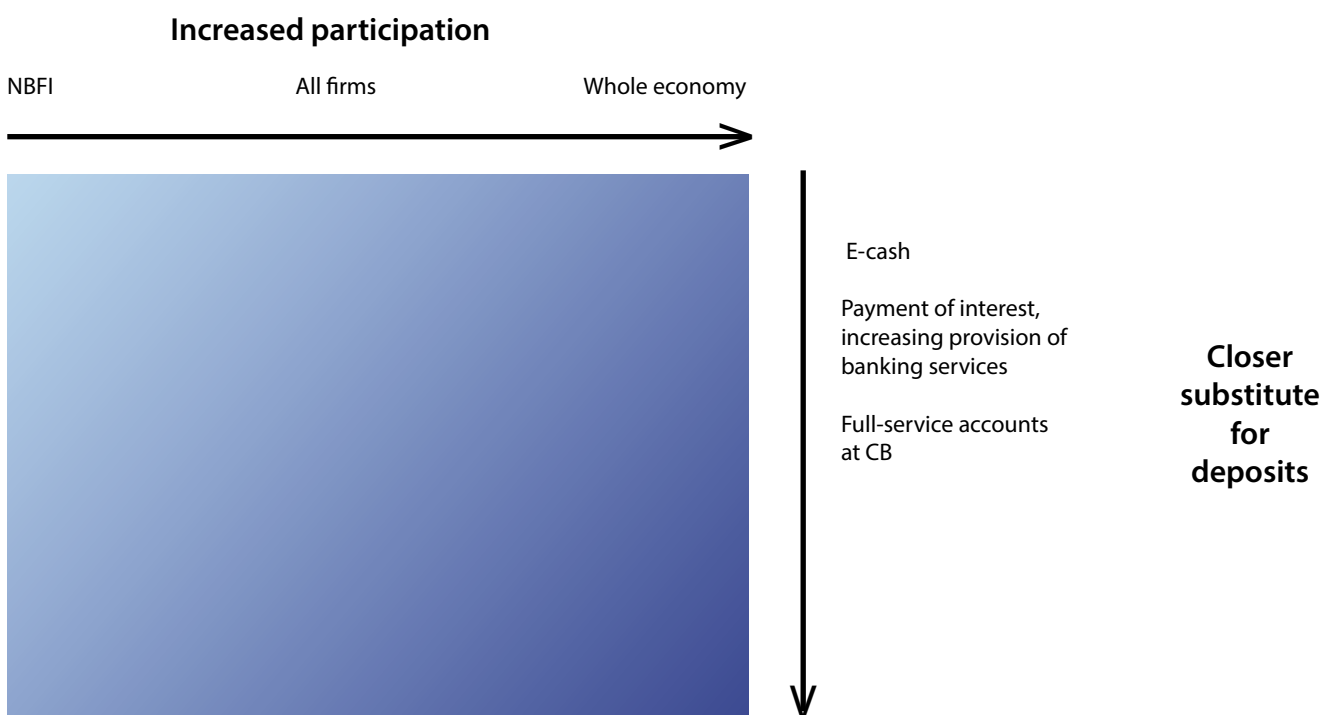 Increased participation
NBFI All firms Whole economy
E-cash
Payment of interest,
increasing provision of
banking services
Full-service accounts
at CB
Closer
substitute
for
deposits